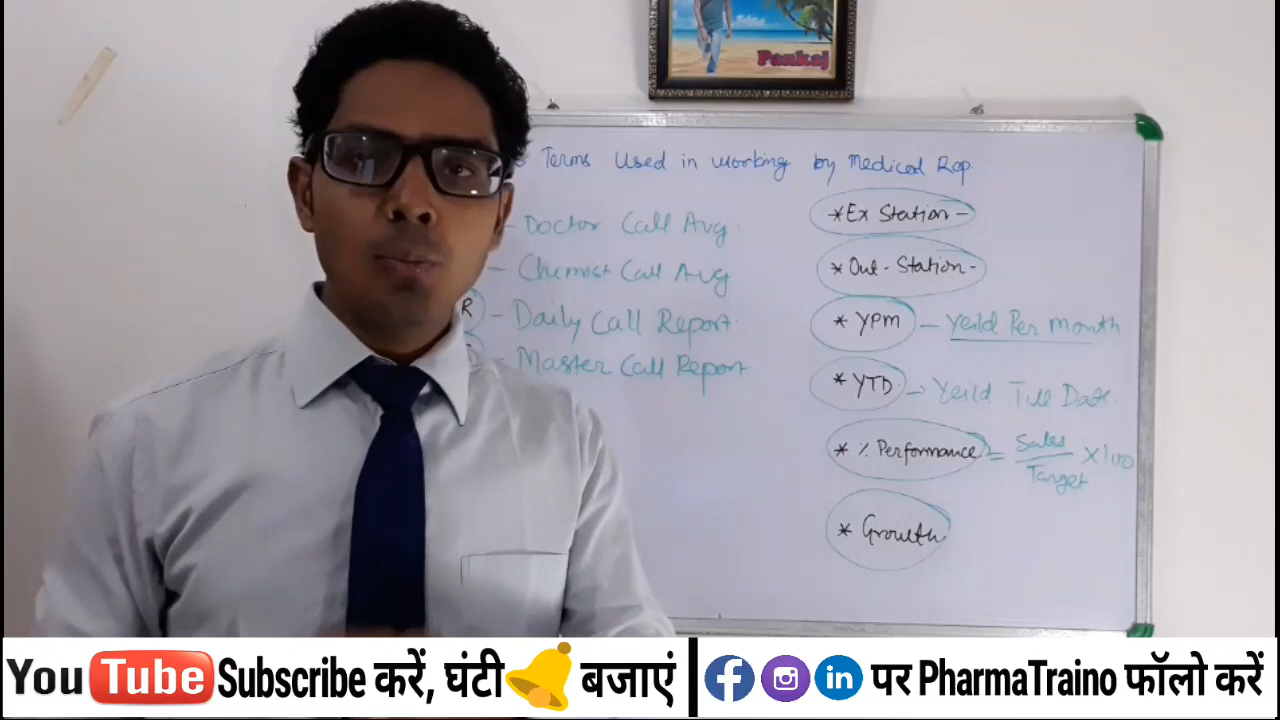 Pankaj
Terms Used in working by Medical Rep.
- Doctor Call Avg.
- Chemist Call Avg
R - Daily Call Report.
- Master Call Report
* Ex Station -
* Out - Station -
* YPM - Yeild Per Month
* YTD -> Yeild Till Date.
* % Performance = Sales / Target X100
* Growth
You Tube Subscribe करें, घंटी बजाएं | पर PharmaTraino फॉलो करें